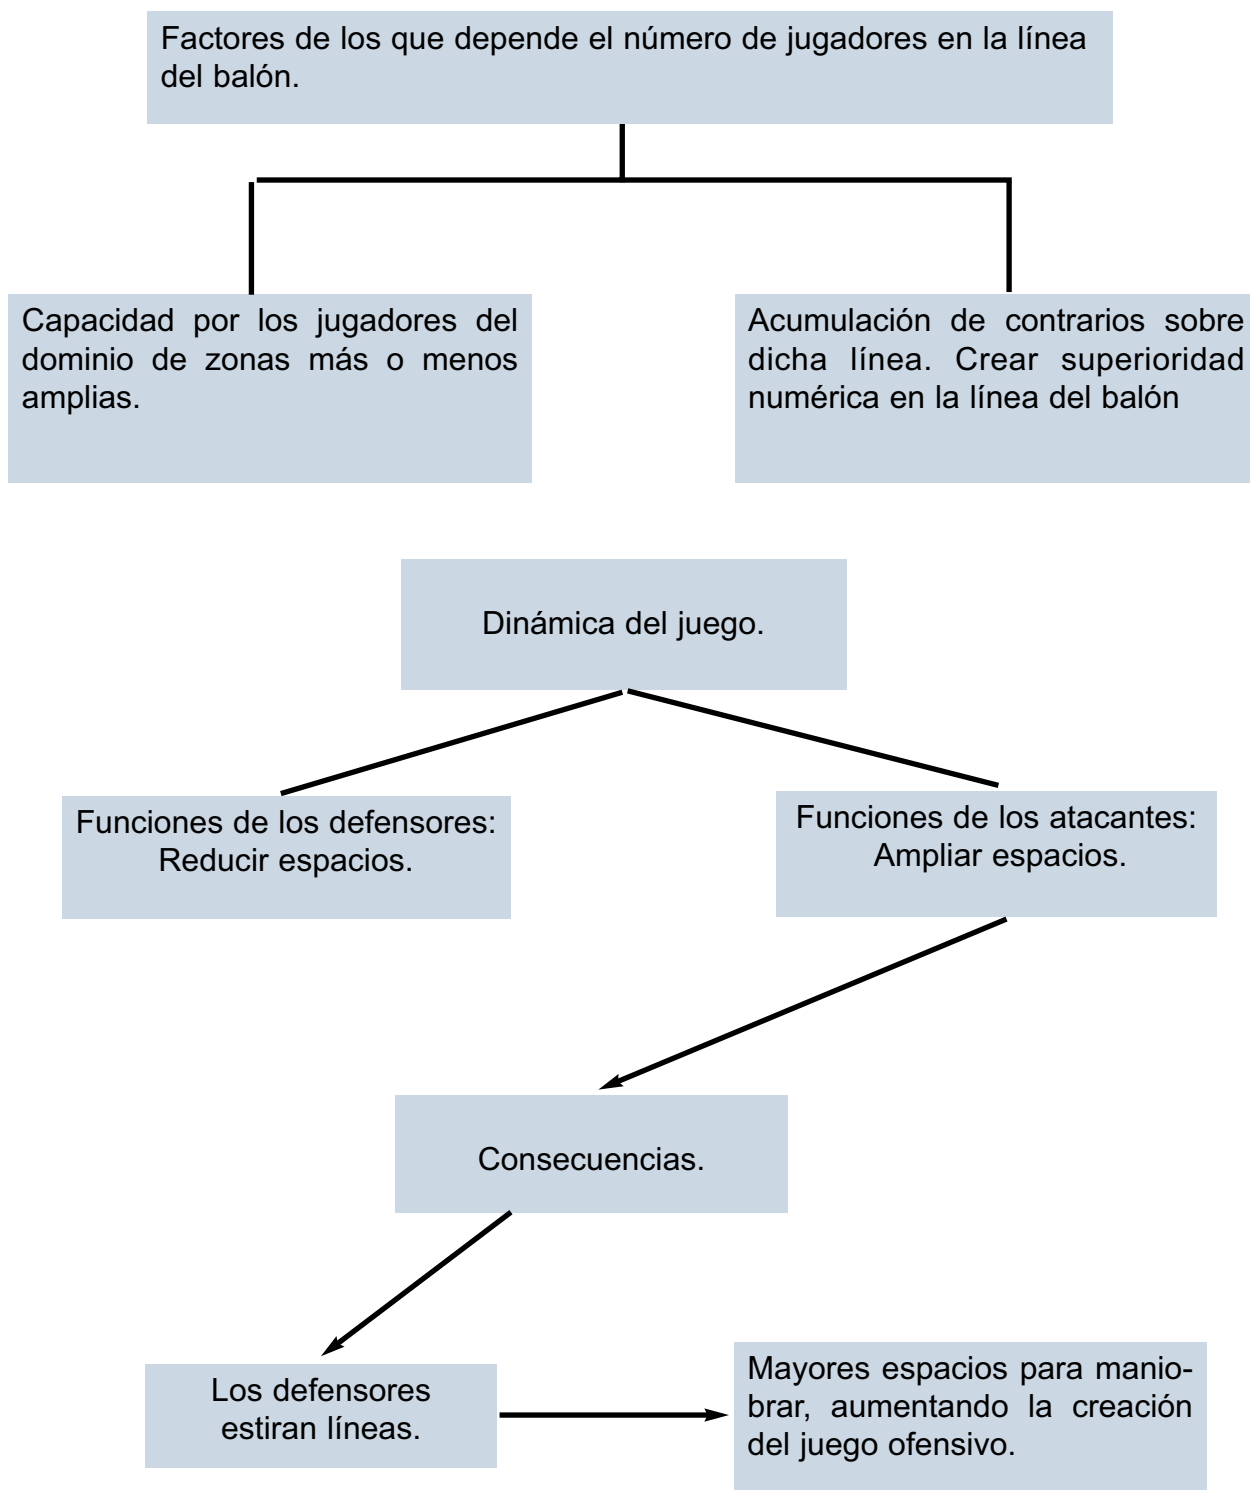 Factores de los que depende el número de jugadores en la línea
del balón.
Capacidad por los jugadores del
dominio de zonas más o menos
amplias.
Acumulación de contrarios sobre
dicha línea. Crear superioridad
numérica en la línea del balón
Dinámica del juego.
Funciones de los defensores:
Reducir espacios.
Funciones de los atacantes:
Ampliar espacios.
Consecuencias.
Los defensores
estiran líneas.
Mayores espacios para manio-
brar, aumentando la creación
del juego ofensivo.